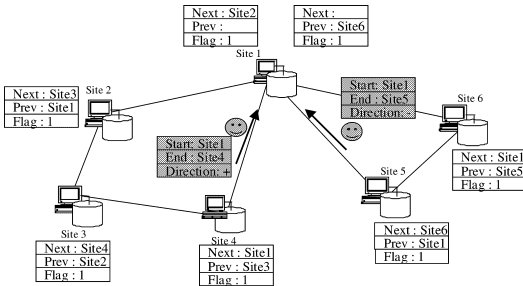 Next : Site2
Prev :
Flag : 1
Next :
Prev : Site6
Flag : 1
Site 1
Next : Site3
Prev : Site1
Flag : 1
Site 2
Start: Site1
End : Site5
Direction: -
Site 6
Next : Site1
Prev : Site5
Flag : 1
Start: Site1
End : Site4
Direction: +
Site 5
Next : Site6
Prev : Site1
Flag : 1
Site 3
Next : Site4
Prev : Site2
Flag : 1
Site 4
Next : Site1
Prev : Site3
Flag : 1